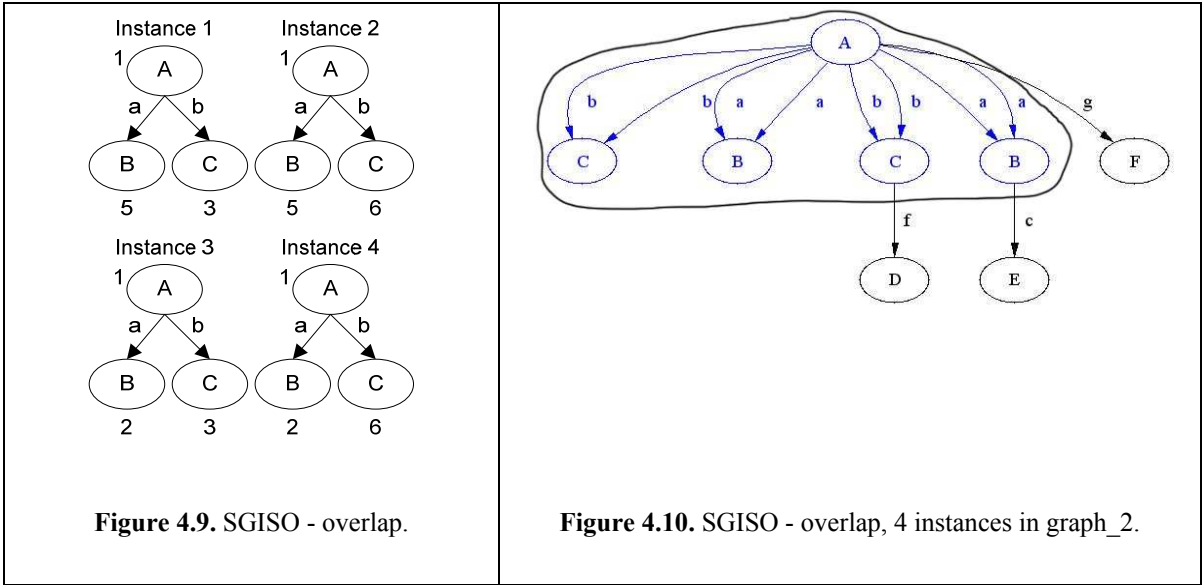 Instance 1 Instance 2
1 A 1 A
a b a b
B C B C
5 3 5 6
Instance 3 Instance 4
1 A 1 A
a b a b
B C B C
2 3 2 6
Figure 4.9. SGISO - overlap.
A
b b a a b b a a g
C B C B F
f c
D E
Figure 4.10. SGISO - overlap, 4 instances in graph_2.